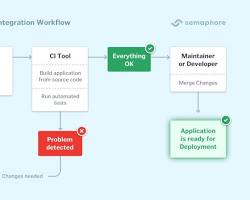 ntegration Workflow
semaphore
CI Tool
Build application
from source code
Run automated
tests
Everything
OK
Maintainer
or Developer
Merge Changes
Problem
detected
Application
is ready for
Deployment
Changes needed